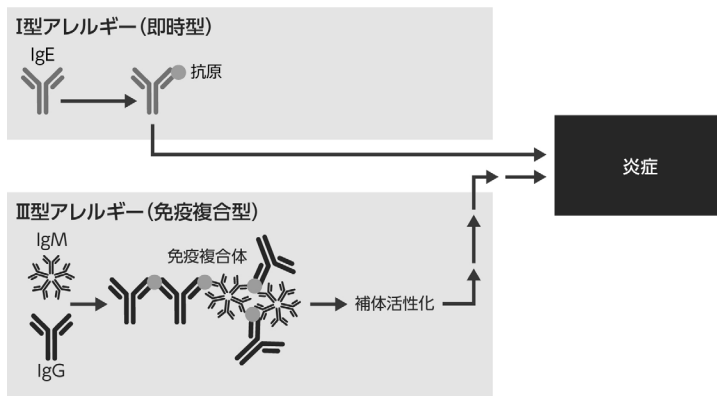 Ⅰ型アレルギー(即時型)
IgE
抗原
炎症
Ⅲ型アレルギー(免疫複合型)
IgM
免疫複合体
補体活性化
IgG